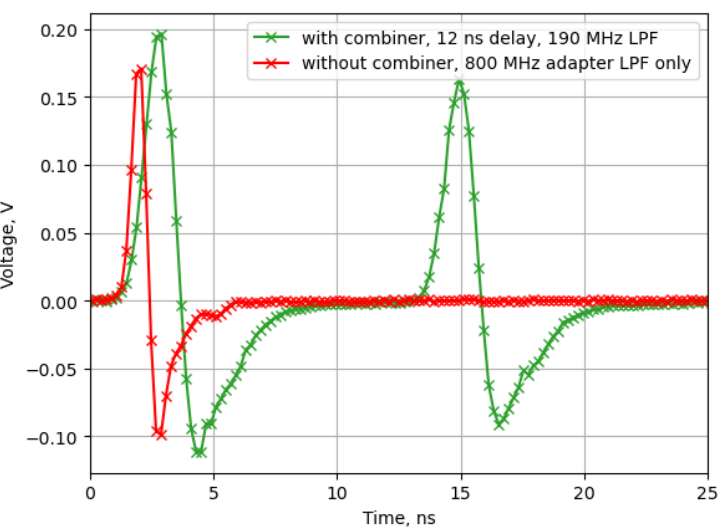 with combiner, 12 ns delay, 190 MHz LPF
without combiner, 800 MHz adapter LPF only
Voltage, V
0.20
0.15
0.10
0.05
0.00
−0.05
−0.10
0 5 10 15 20 25
Time, ns